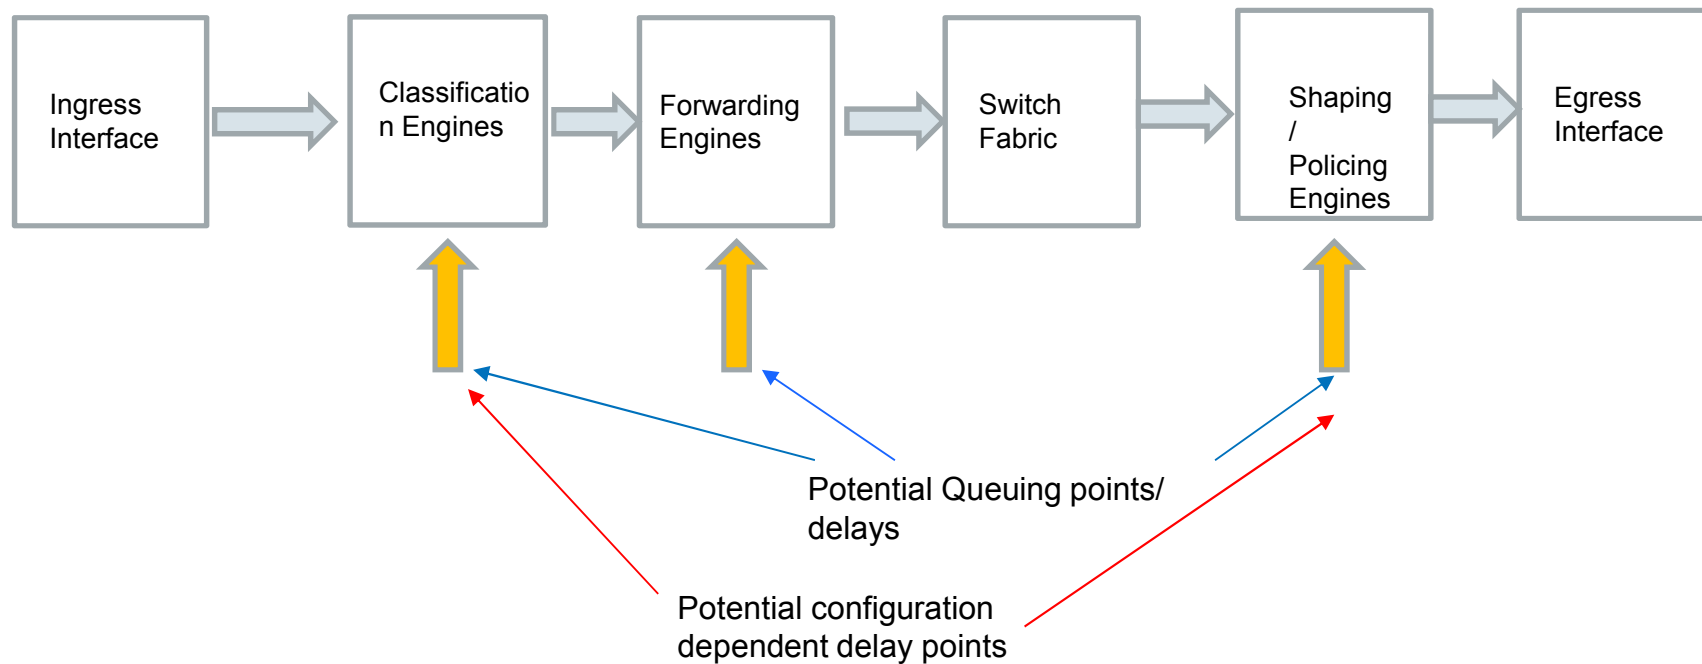 Ingress
Interface
Classificatio
n Engines
Forwarding
Engines
Switch
Fabric
Shaping
/
Policing
Engines
Egress
Interface
Potential Queuing points/
delays
Potential configuration
dependent delay points